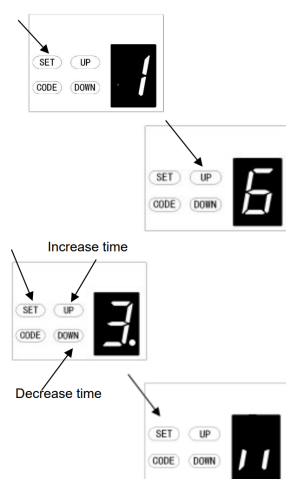 SET UP
CODE DOWN
1
SET UP
CODE DOWN
6
Increase time
SET UP
CODE DOWN
3.
Decrease time
SET UP
CODE DOWN
11